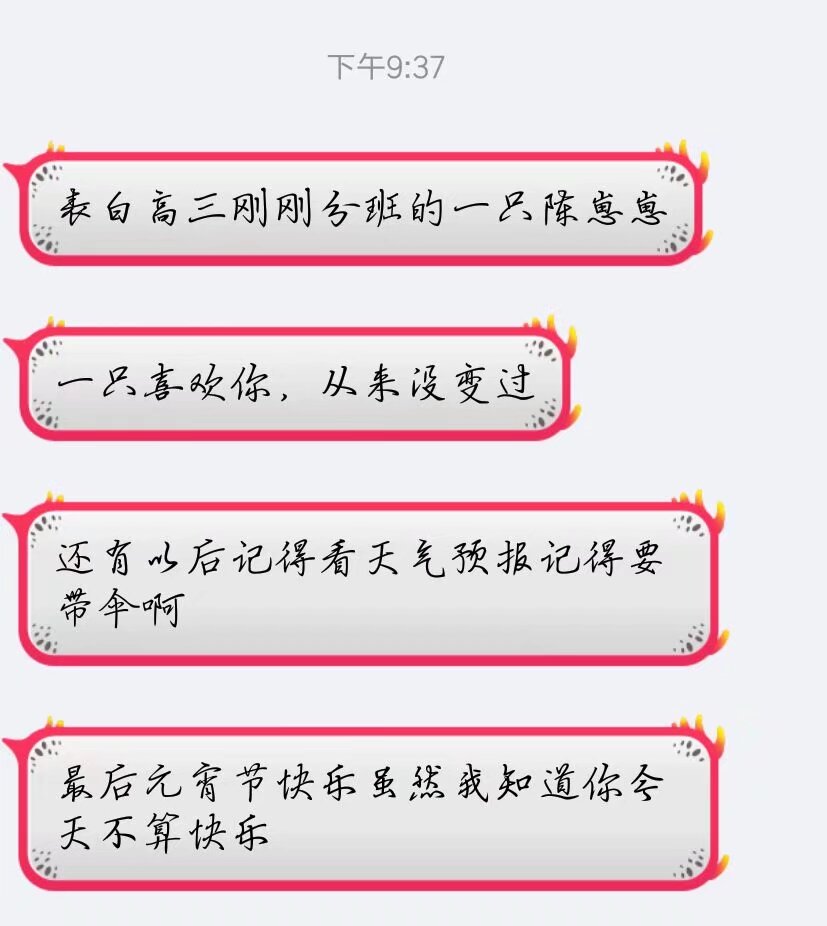 下午9:37
表白高三刚刚分班的一只陈崽崽
一只喜欢你，从来没变过
还有以后记得看天气预报记得要
带伞啊
最后元宵节快乐虽然我知道你今
天不算快乐